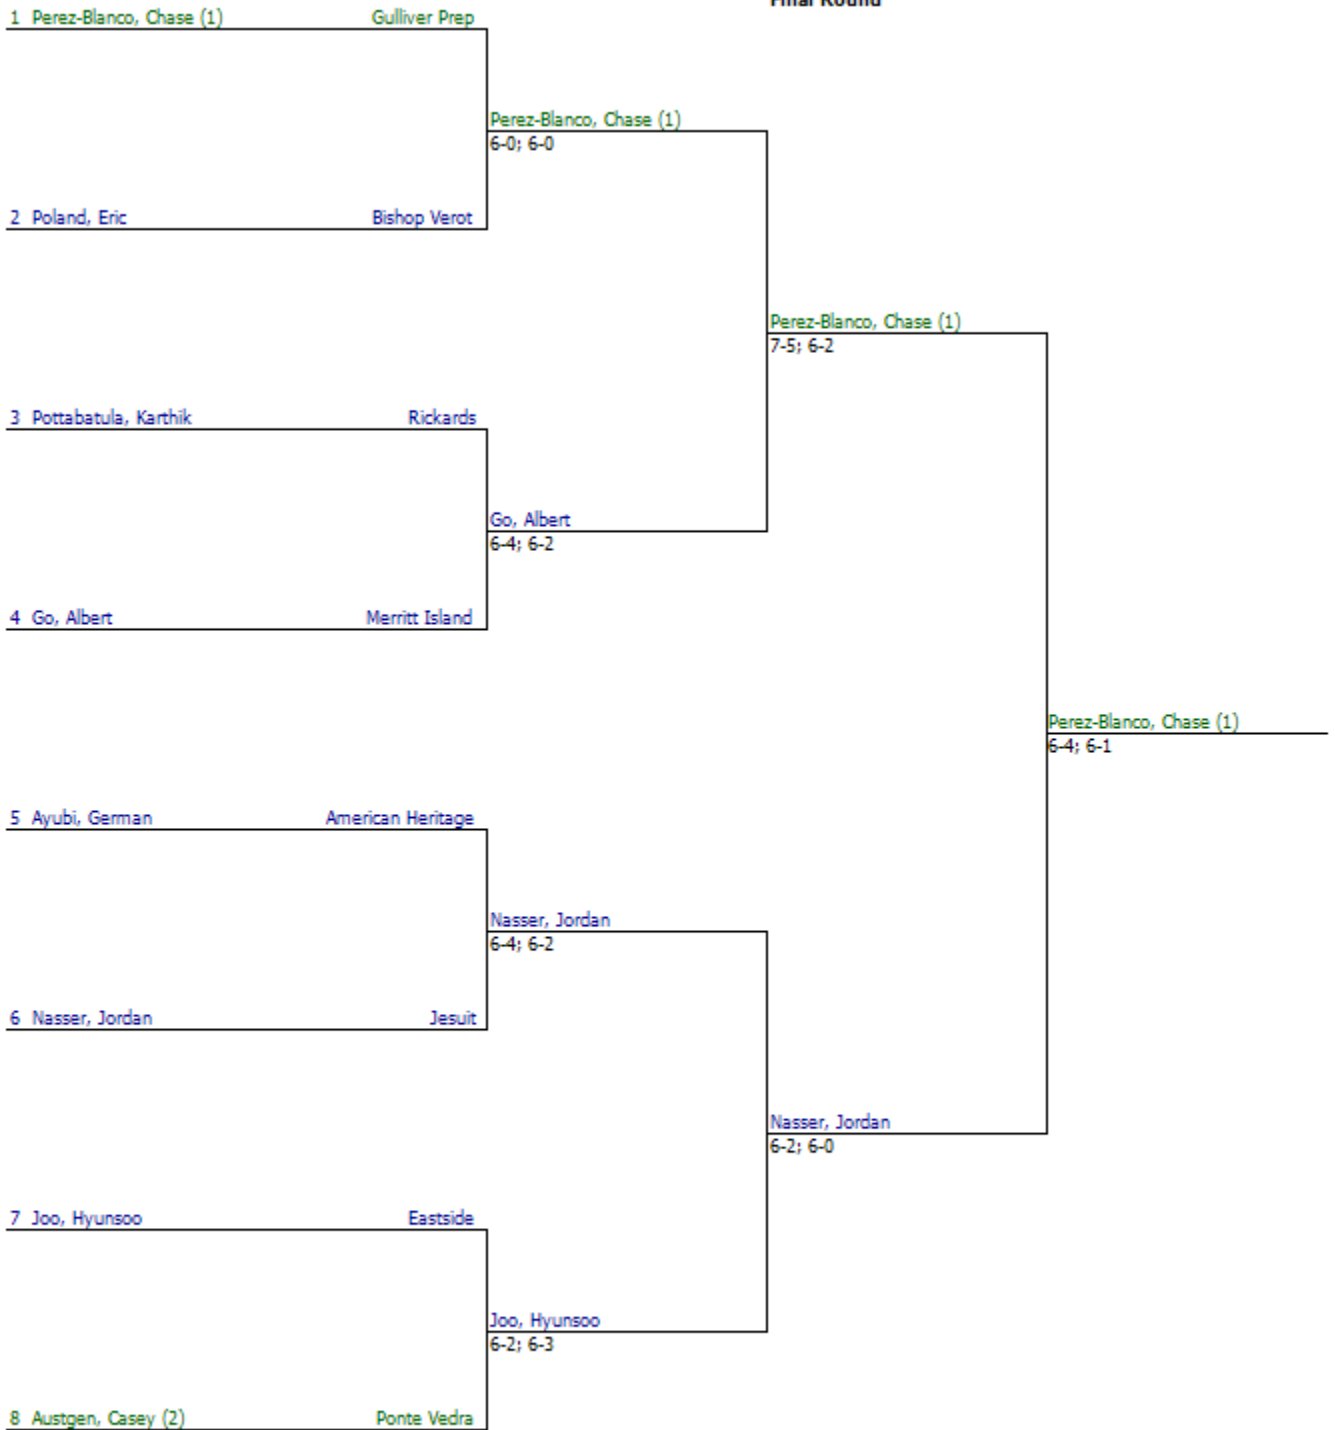 Final Round
1 Perez-Blanco, Chase (1) Gulliver Prep
Perez-Blanco, Chase (1)
6-0; 6-0
2 Poland, Eric Bishop Verot
Perez-Blanco, Chase (1)
7-5; 6-2
3 Pottabatula, Karthik Rickards
Go, Albert
6-4; 6-2
4 Go, Albert Merritt Island
Perez-Blanco, Chase (1)
6-4; 6-1
5 Ayubi, German American Heritage
Nasser, Jordan
6-4; 6-2
6 Nasser, Jordan Jesuit
Nasser, Jordan
6-2; 6-0
7 Joo, Hyunsoo Eastside
Joo, Hyunsoo
6-2; 6-3
8 Austgen, Casey (2) Ponte Vedra